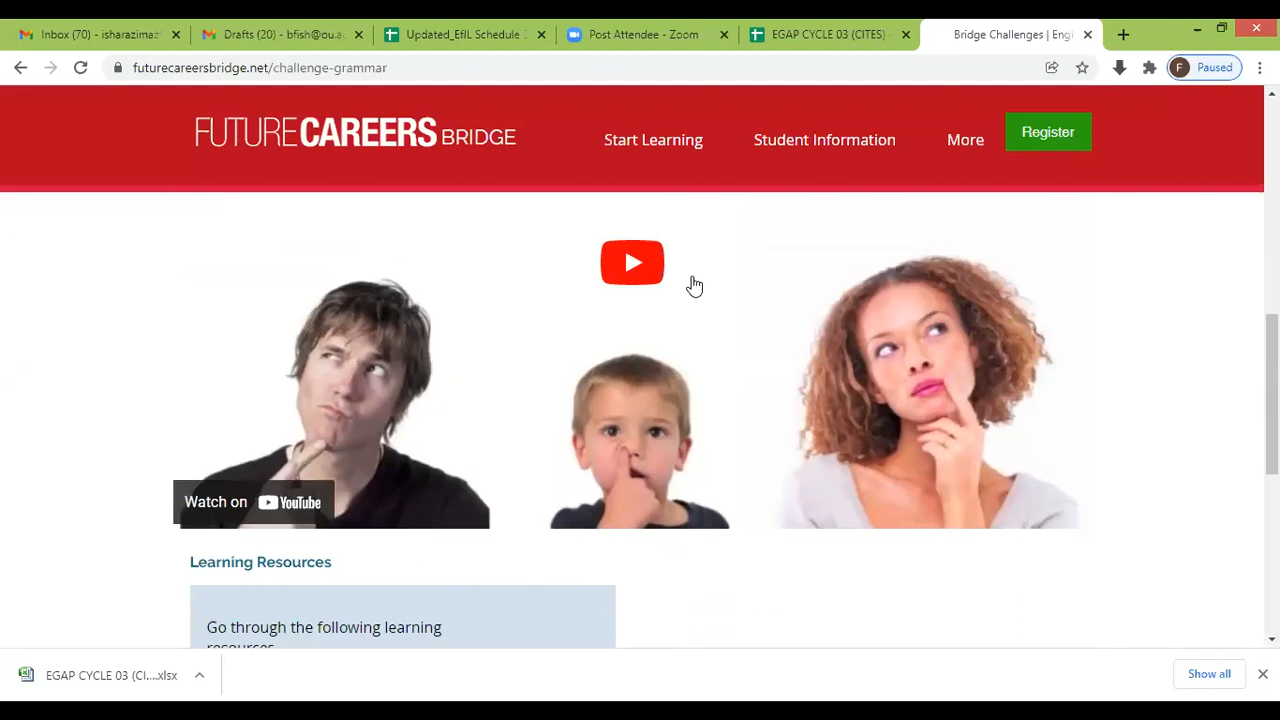 Inbox (70) - isharazimaz
Drafts (20) - bfish@ou.a
Updated_EfIL Schedule
Post Attendee - Zoom
EGAP CYCLE 03 (CITES) -
Bridge Challenges | Engl
futurecareersbridge.net/challenge-grammar
F
Paused
FUTURECAREERS BRIDGE
Start Learning
Student Information
More
Register
Watch on YouTube
Learning Resources
Go through the following learning
resources
EGAP CYCLE 03 (CI....xlsx
Show all